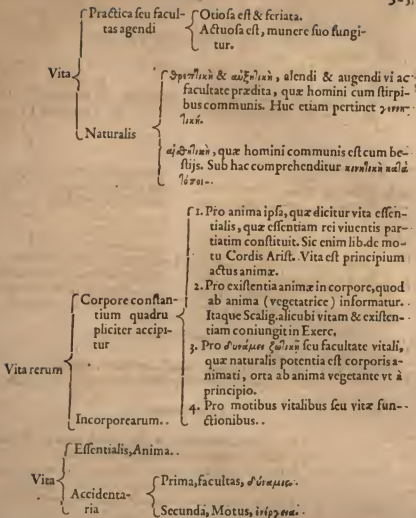 Practica seu facul-
tas agendi
Otiosa est & feriata.
Actuosa est, munere suo fungi-
tur.
Vita
Naturalis
θρεπτικὴ & αὐξητικὴ, alendi & augendi vi ac
facultate prædita, quæ homini cum stirpi-
bus communis. Huc etiam pertinet γεννη-
τική.
αἰσθητικὴ, quæ homini communis est cum be-
stijs. Sub hac comprehenditur κινητικὴ κατὰ
τόπον.
Vita rerum
Corpore constan-
tium quadru
pliciter accipi-
tur
1. Pro anima ipsa, quæ dicitur vita essen-
tialis, quæ essentiam rei viuentis par-
tiatim constituit. Sic enim lib. de mo-
tu Cordis Arist. Vita est principium
actus animæ.
2. Pro existentia animæ in corpore, quod
ab anima (vegetatrice) informatur.
Itaque Scalig. alicubi vitam & existen-
tiam coniungit in Exerc.
3. Pro δυνάμει ζωτικῇ seu facultate vitali,
quæ naturalis potentia est corporis a-
nimati, orta ab anima vegetante vt à
principio.
4. Pro motibus vitalibus seu vitæ fun-
ctionibus..
Incorporearum..
Vita
Essentialis, Anima..
Accidenta-
ria
Prima, facultas, δύναμις.
Secunda, Motus, ἐνέργεια.